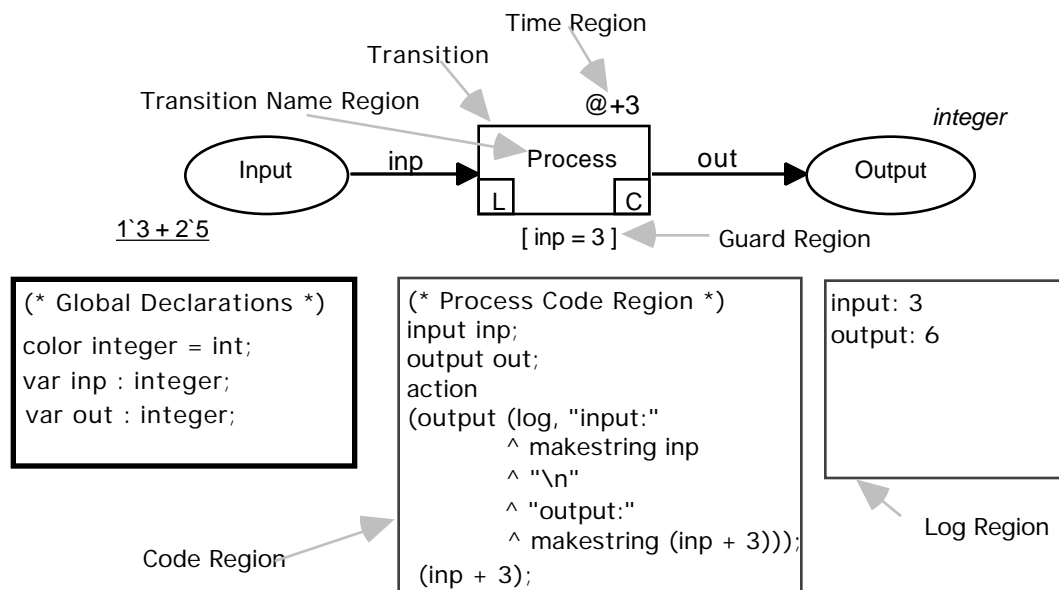 Time Region
Transition
Transition Name Region
@+3
integer
Input
inp
Process
out
Output
L
C
1`3 + 2`5
[ inp = 3 ]
Guard Region
(* Global Declarations *)
color integer = int;
var inp : integer;
var out : integer;
(* Process Code Region *)
input inp;
output out;
action
(output (log, "input:"
^ makestring inp
^ "\n"
^ "output:"
^ makestring (inp + 3)));
(inp + 3);
input: 3
output: 6
Log Region
Code Region